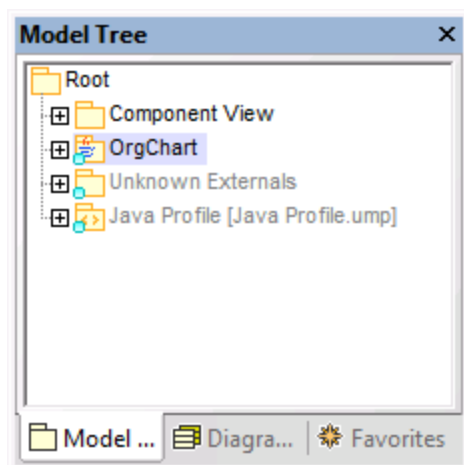 Model Tree
Root
Component View
OrgChart
Unknown Externals
Java Profile [Java Profile.ump]
Model ... Diagra... Favorites